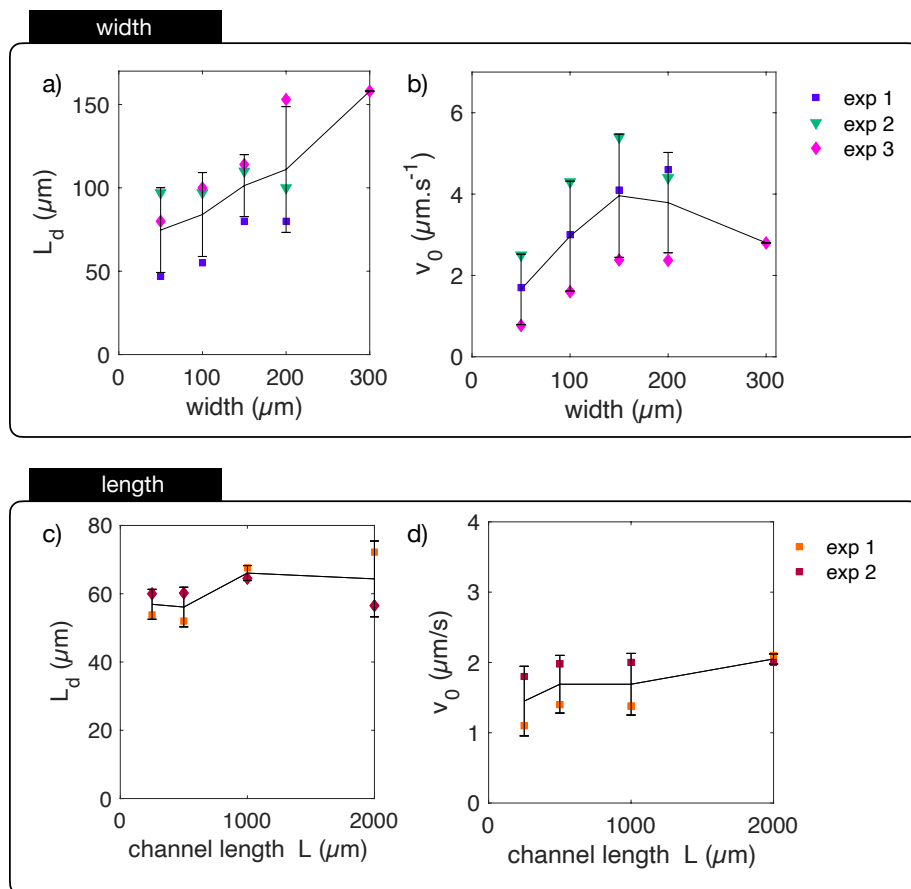 width
a)
b)
150
100
50
0
L_d (µm)
0 100 200 300
width (µm)
6
4
2
0
v_0 (µm.s⁻¹)
0 100 200 300
width (µm)
exp 1
exp 2
exp 3
length
c)
d)
80
60
40
20
0
L_d (µm)
0 1000 2000
channel length L (µm)
4
3
2
1
0
v_0 (µm/s)
0 1000 2000
channel length L (µm)
exp 1
exp 2